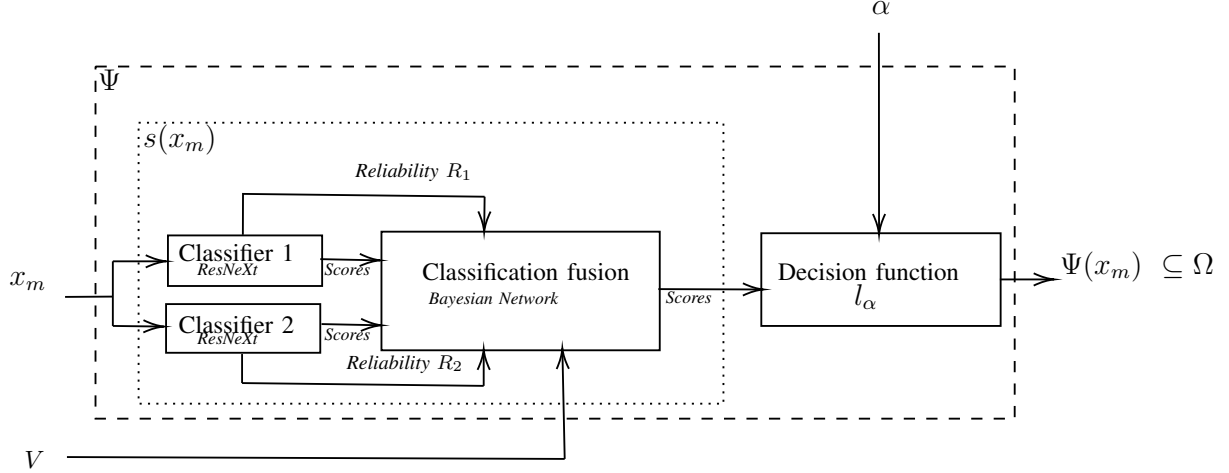 α
Ψ
s(x_m)
Reliability R_1
Classifier 1
ResNeXt
Scores
Classification fusion
Bayesian Network
Decision function
l_α
Ψ(x_m) ⊆ Ω
x_m
Scores
Classifier 2
ResNeXt
Scores
Reliability R_2
V